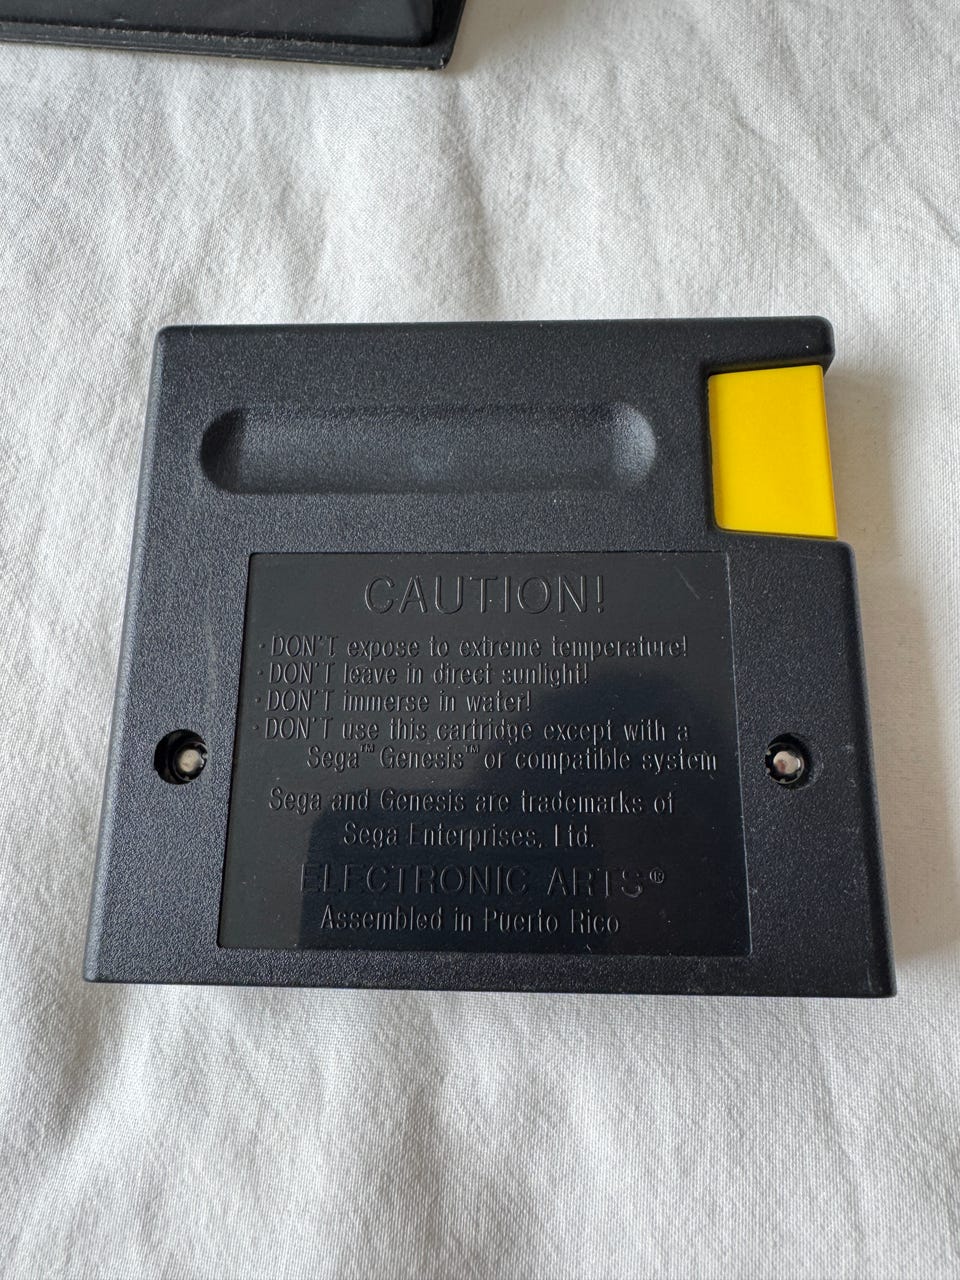 CAUTION!
· DON'T expose to extreme temperature!
· DON'T leave in direct sunlight!
· DON'T immerse in water!
· DON'T use this cartridge except with a
Sega™ Genesis™ or compatible system
Sega and Genesis are trademarks of
Sega Enterprises, Ltd.
ELECTRONIC ARTS®
Assembled in Puerto Rico